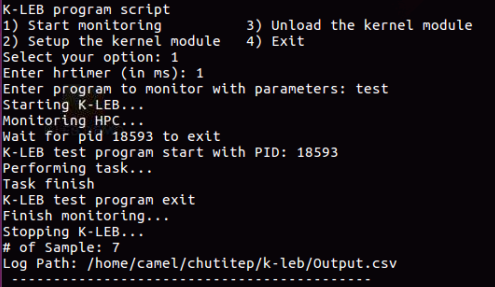 K-LEB program script
1) Start monitoring 3) Unload the kernel module
2) Setup the kernel module 4) Exit
Select your option: 1
Enter hrtimer (in ms): 1
Enter program to monitor with parameters: test
Starting K-LEB...
Monitoring HPC...
Wait for pid 18593 to exit
K-LEB test program start with PID: 18593
Performing task...
Task finish
K-LEB test program exit
Finish monitoring...
Stopping K-LEB...
# of Sample: 7
Log Path: /home/camel/chutitep/k-leb/Output.csv
-------------------------------------------